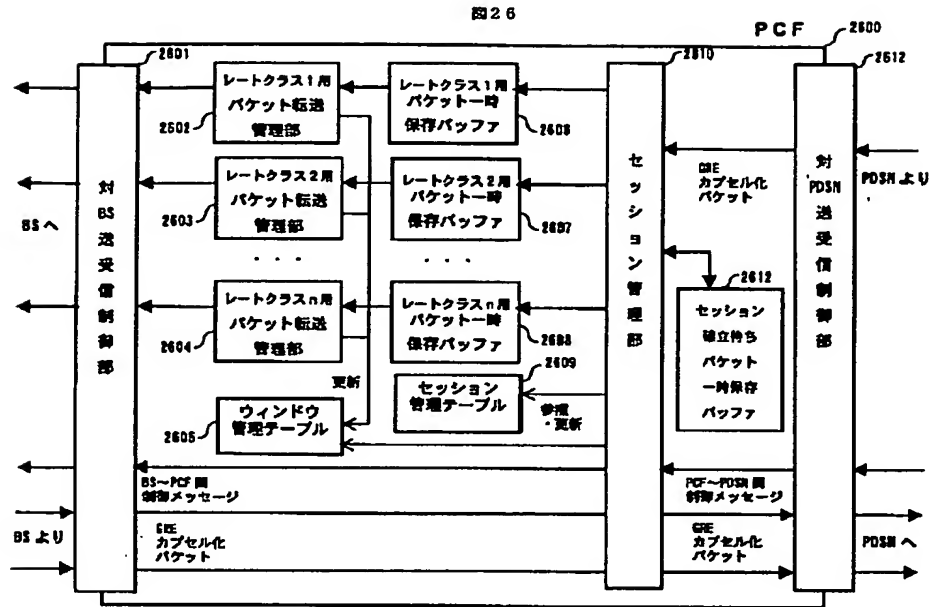 図26
PCF
2600
2601
2610
2612
レートクラス1用
パケット転送
管理部
2602
レートクラス1用
パケット一時
保存バッファ
2608
レートクラス2用
パケット転送
管理部
2603
レートクラス2用
パケット一時
保存バッファ
2697
・・・
・・・
レートクラスn用
パケット転送
管理部
2604
レートクラスn用
パケット一時
保存バッファ
2698
更新
ウィンドウ
管理テーブル
2605
セッション
管理テーブル
2609
参照
・更新
対BS送受信制御部
セッション管理部
対PDSN送受信制御部
GRE
カプセル化
パケット
2612
セッション
確立待ち
パケット
一時保存
バッファ
BSへ
PDSNより
BS~PCF間
制御メッセージ
PCF~PDSN間
制御メッセージ
BSより
GRE
カプセル化
パケット
GRE
カプセル化
パケット
PDSNへ